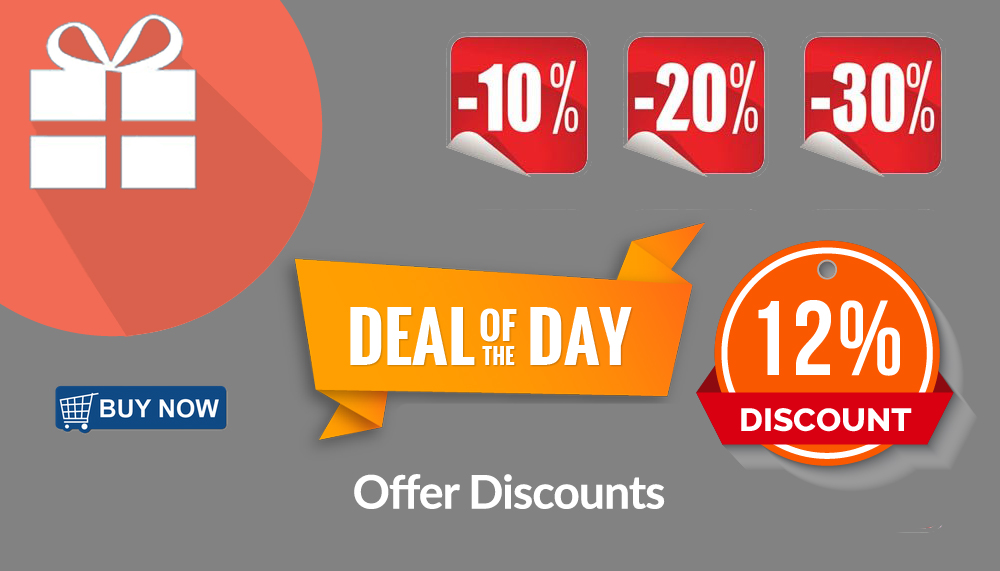 -10%
-20%
-30%
DEAL OF THE DAY
12%
DISCOUNT
BUY NOW
Offer Discounts